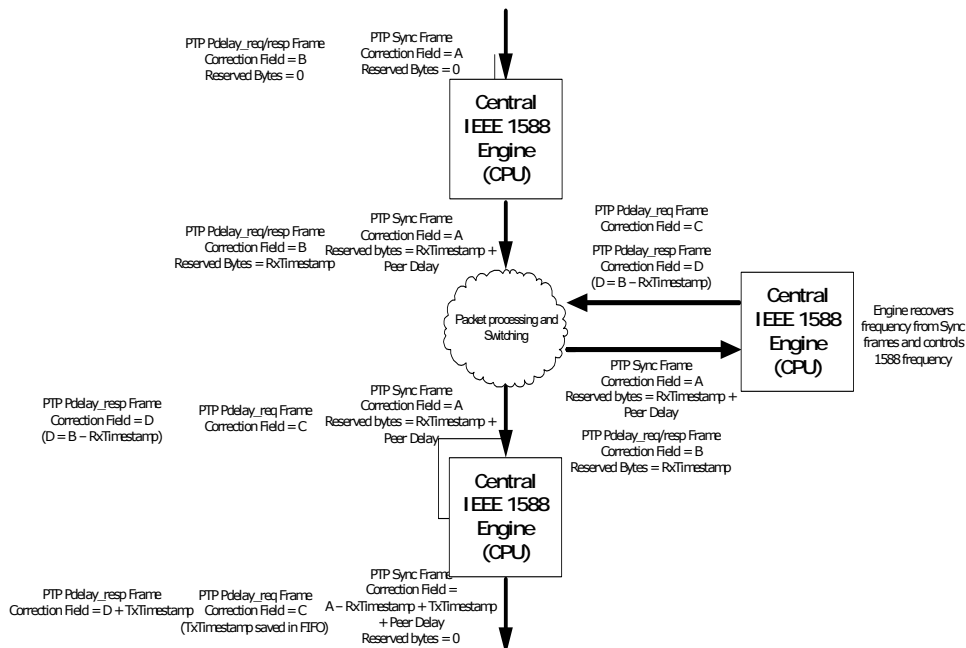 PTP Pdelay_req/resp Frame
Correction Field = B
Reserved Bytes = 0
PTP Sync Frame
Correction Field = A
Reserved Bytes = 0
Central
IEEE 1588
Engine
(CPU)
PTP Pdelay_req/resp Frame
Correction Field = B
Reserved Bytes = RxTimestamp
PTP Sync Frame
Correction Field = A
Reserved bytes = RxTimestamp +
Peer Delay
PTP Pdelay_req Frame
Correction Field = C
PTP Pdelay_resp Frame
Correction Field = D
(D = B – RxTimestamp)
Central
IEEE 1588
Engine
(CPU)
Engine recovers
frequency from Sync
frames and controls
1588 frequency
Packet processing and
Switching
PTP Sync Frame
Correction Field = A
Reserved bytes = RxTimestamp +
Peer Delay
PTP Pdelay_req/resp Frame
Correction Field = B
Reserved Bytes = RxTimestamp
PTP Pdelay_resp Frame
Correction Field = D
(D = B – RxTimestamp)
PTP Pdelay_req Frame
Correction Field = C
PTP Sync Frame
Correction Field = A
Reserved bytes = RxTimestamp +
Peer Delay
Central
IEEE 1588
Engine
(CPU)
PTP Pdelay_resp Frame
Correction Field = D + TxTimestamp
PTP Pdelay_req Frame
Correction Field = C
(TxTimestamp saved in FIFO)
PTP Sync Frame
Correction Field =
A – RxTimestamp + TxTimestamp
+ Peer Delay
Reserved bytes = 0